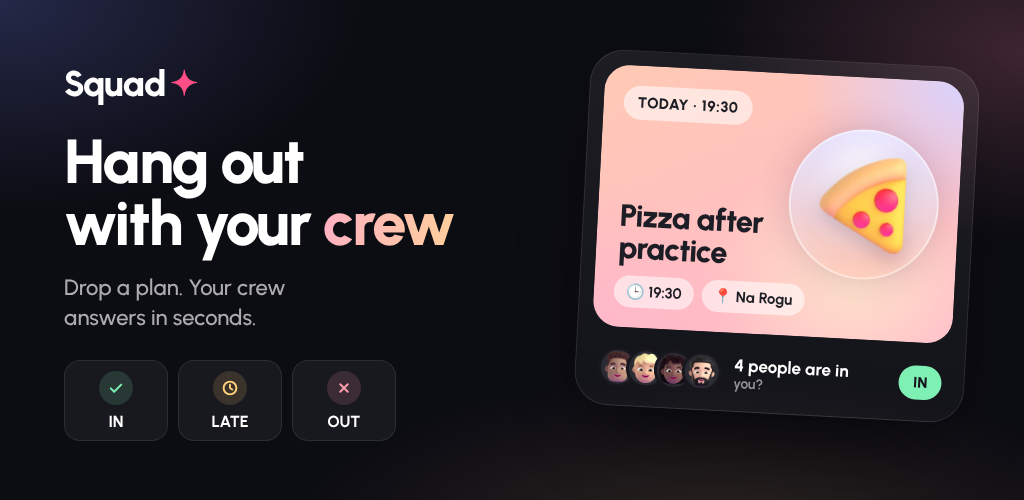 Squad
Hang out
with your crew
Drop a plan. Your crew
answers in seconds.
IN
LATE
OUT
TODAY · 19:30
Pizza after
practice
🕒 19:30
📍 Na Rogu
4 people are in
you?
IN